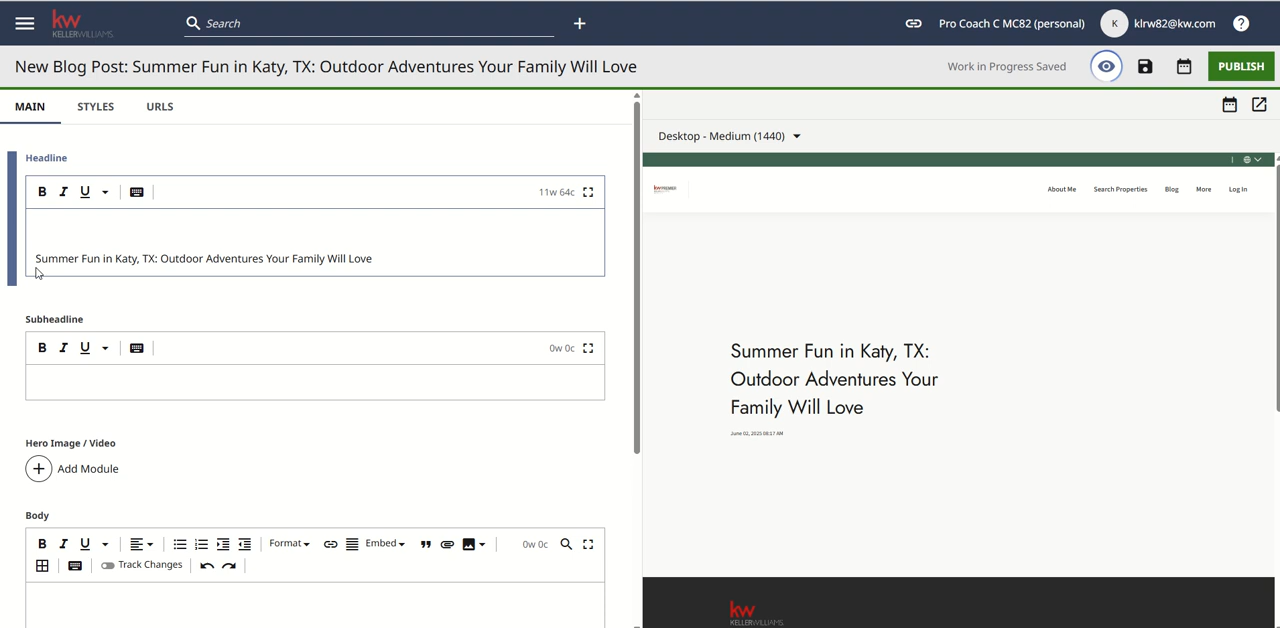 kw
KELLERWILLIAMS.
Search
Pro Coach C MC82 (personal)
K
klrw82@kw.com
New Blog Post: Summer Fun in Katy, TX: Outdoor Adventures Your Family Will Love
Work in Progress Saved
PUBLISH
MAIN
STYLES
URLS
Desktop - Medium (1440)
Headline
B I U
11w 64c
Summer Fun in Katy, TX: Outdoor Adventures Your Family Will Love
Subheadline
B I U
0w 0c
Hero Image / Video
Add Module
Body
B I U
Format
Embed
0w 0c
Track Changes
kwPREMIER
About Me
Search Properties
Blog
More
Log In
Summer Fun in Katy, TX:
Outdoor Adventures Your
Family Will Love
June 02, 2025 08:17 AM
kw
KELLERWILLIAMS.